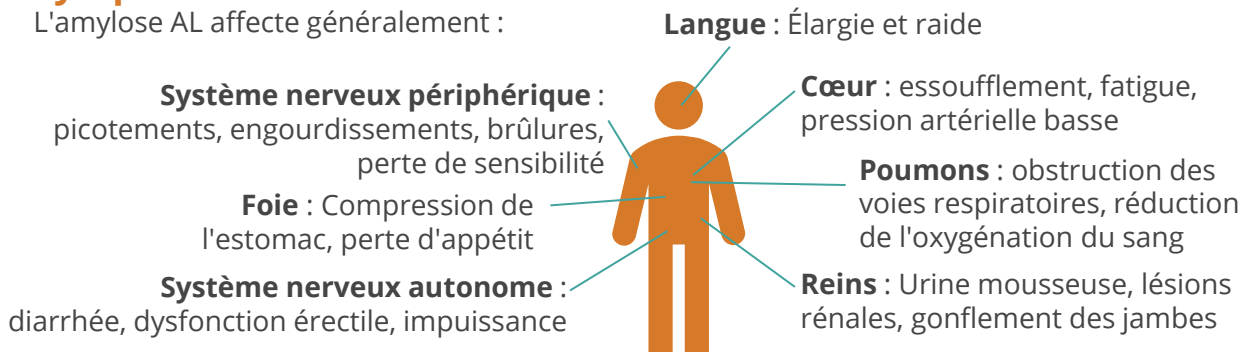 L'amylose AL affecte généralement :
Langue : Élargie et raide
Système nerveux périphérique :
picotements, engourdissements, brûlures,
perte de sensibilité
Cœur : essoufflement, fatigue,
pression artérielle basse
Foie : Compression de
l'estomac, perte d'appétit
Poumons : obstruction des
voies respiratoires, réduction
de l'oxygénation du sang
Système nerveux autonome :
diarrhée, dysfonction érectile, impuissance
Reins : Urine mousseuse, lésions
rénales, gonflement des jambes